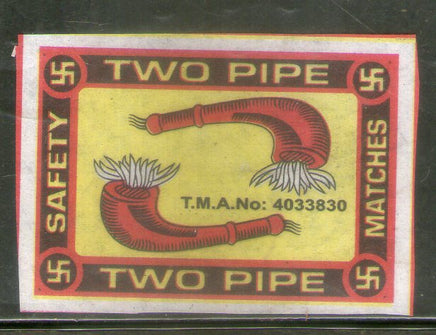 TWO PIPE
SAFETY
MATCHES
T.M.A.No: 4033830
TWO PIPE